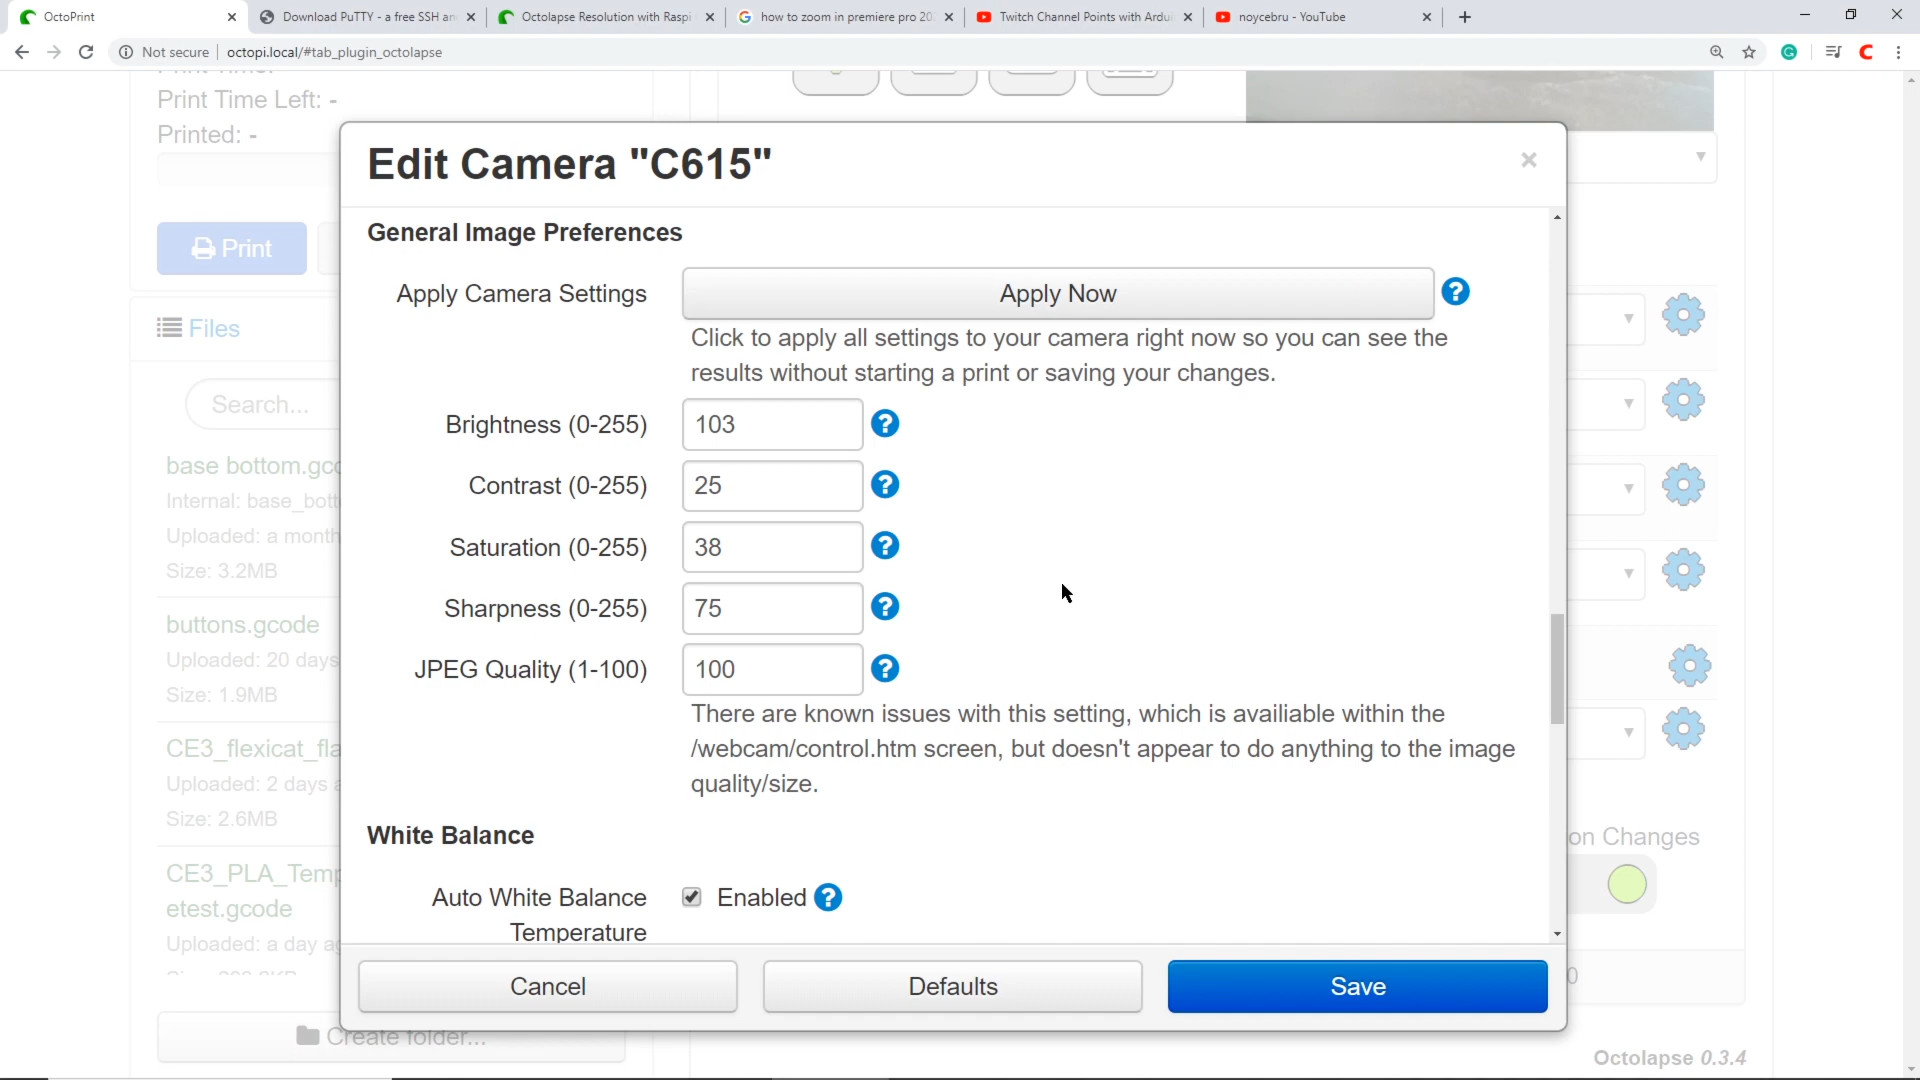 OctoPrint
Download PuTTY - a free SSH an
Octolapse Resolution with Raspi
how to zoom in premiere pro 20
Twitch Channel Points with Ardui
noycebru - YouTube
Not secure
octopi.local/#tab_plugin_octolapse
Print Time Left: -
Printed: -
Print
Files
Search...
base bottom.gco
Internal: base_bott
Uploaded: a month
Size: 3.2MB
buttons.gcode
Uploaded: 20 days
Size: 1.9MB
CE3_flexicat_fla
Uploaded: 2 days a
Size: 2.6MB
CE3_PLA_Temp
etest.gcode
Uploaded: a day ag
Create folder...
Edit Camera "C615"
×
General Image Preferences
Apply Camera Settings
Apply Now
?
Click to apply all settings to your camera right now so you can see the
results without starting a print or saving your changes.
Brightness (0-255) 103 ?
Contrast (0-255) 25 ?
Saturation (0-255) 38 ?
Sharpness (0-255) 75 ?
JPEG Quality (1-100) 100 ?
There are known issues with this setting, which is availiable within the
/webcam/control.htm screen, but doesn't appear to do anything to the image
quality/size.
White Balance
Auto White Balance
Temperature
Enabled ?
Cancel
Defaults
Save
on Changes
Octolapse 0.3.4